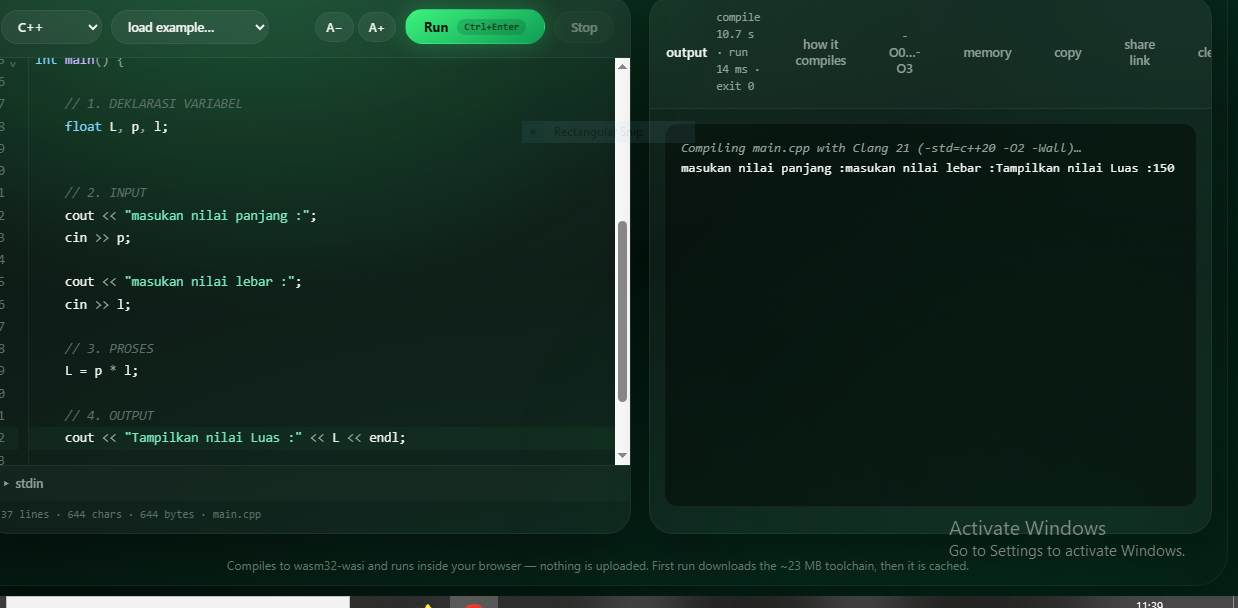 C++
load example...
A−
A+
Run Ctrl+Enter
Stop
int main() {
// 1. DEKLARASI VARIABEL
float L, p, l;
// 2. INPUT
cout << "masukan nilai panjang :";
cin >> p;
cout << "masukan nilai lebar :";
cin >> l;
// 3. PROSES
L = p * l;
// 4. OUTPUT
cout << "Tampilkan nilai Luas :" << L << endl;
▸ stdin
37 lines · 644 chars · 644 bytes · main.cpp
output
compile
10.7 s
· run
14 ms ·
exit 0
how it
compiles
-
O0…-
O3
memory
copy
share
link
Rectangular Snip
Compiling main.cpp with Clang 21 (-std=c++20 -O2 -Wall)…
masukan nilai panjang :masukan nilai lebar :Tampilkan nilai Luas :150
Activate Windows
Go to Settings to activate Windows.
Compiles to wasm32-wasi and runs inside your browser — nothing is uploaded. First run downloads the ~23 MB toolchain, then it is cached.
11:39